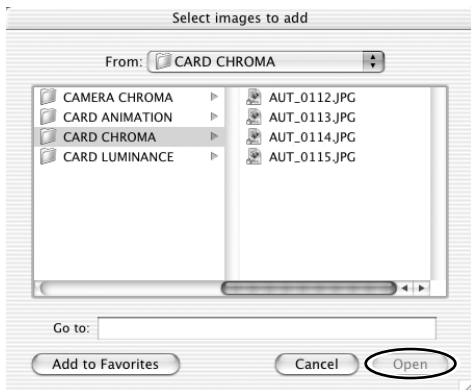 Select images to add
From: CARD CHROMA
CAMERA CHROMA AUT_0112.JPG
CARD ANIMATION AUT_0113.JPG
CARD CHROMA AUT_0114.JPG
CARD LUMINANCE AUT_0115.JPG
Go to:
Add to Favorites Cancel Open